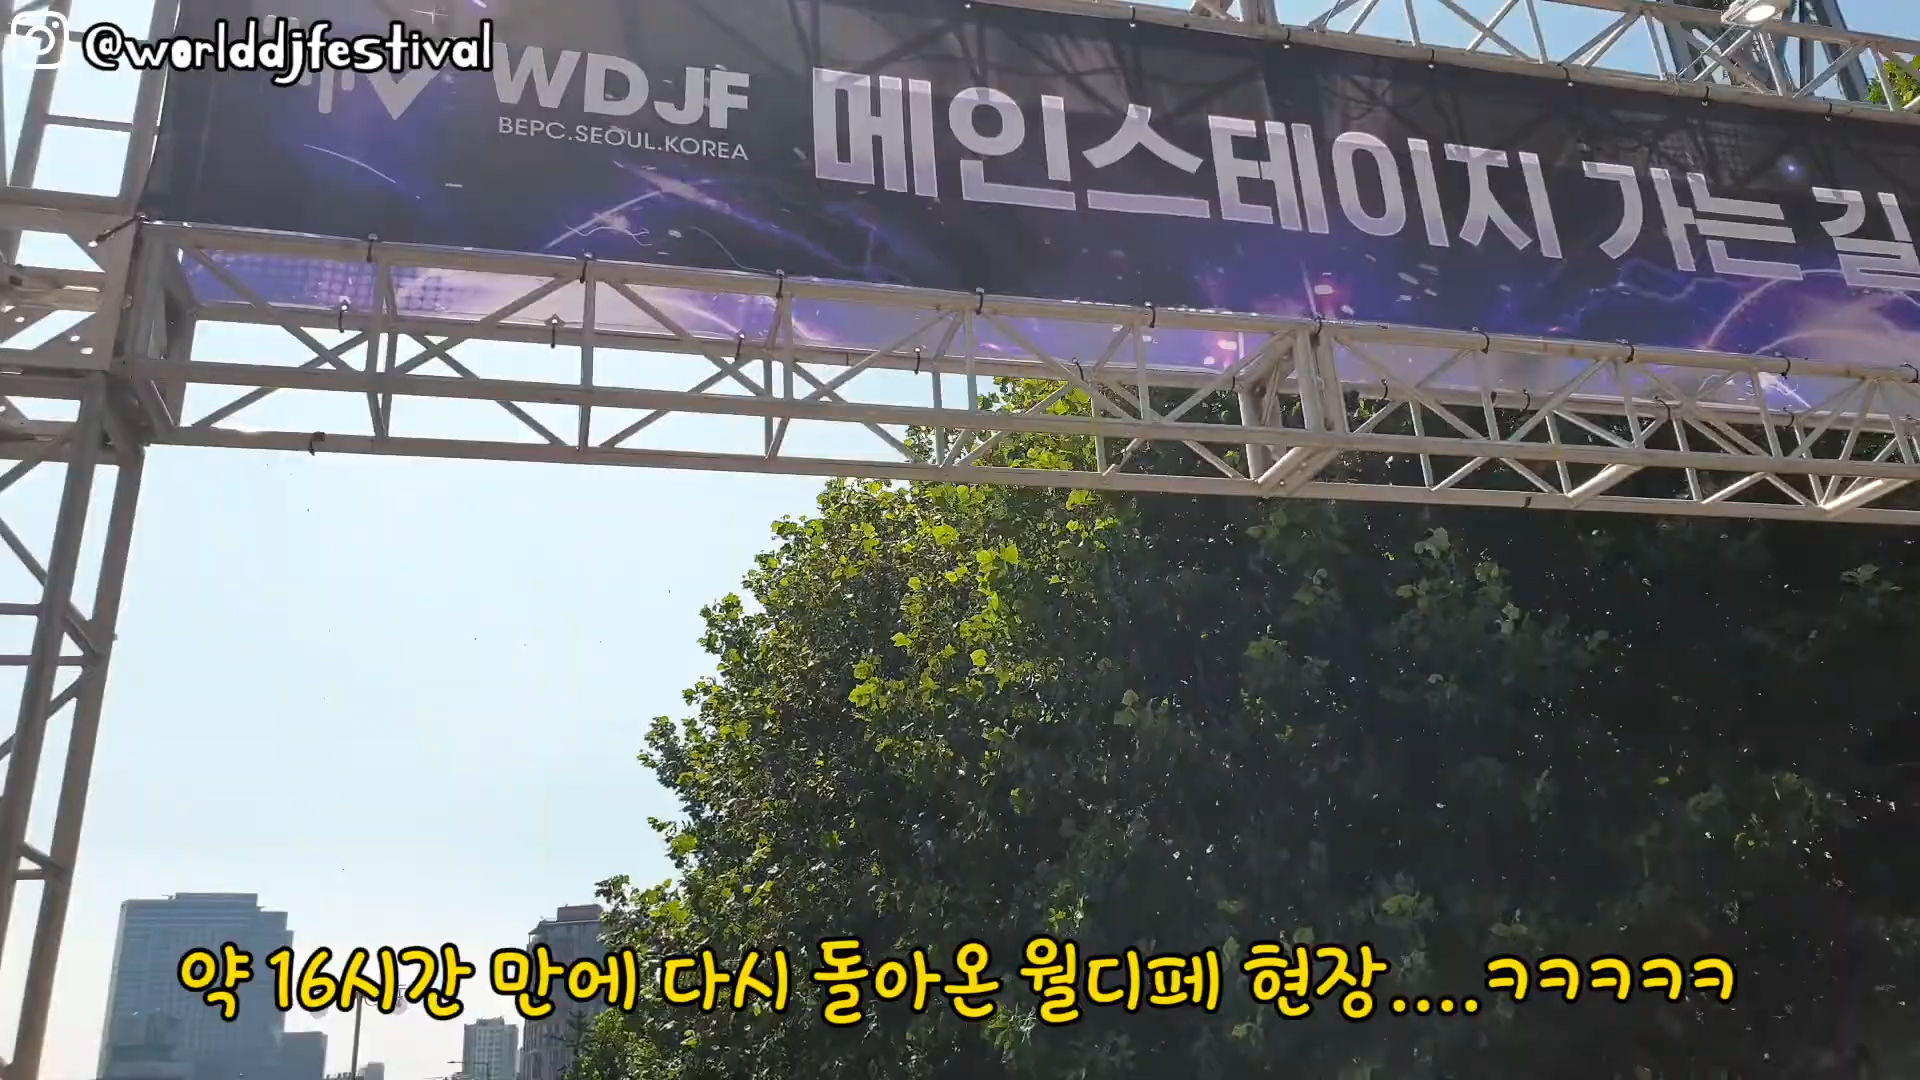 @worlddjfestival
WDJF
BEPC.SEOUL.KOREA
메인스테이지 가는 길
약 16시간 만에 다시 돌아온 월디페 현장....ㅋㅋㅋㅋㅋ